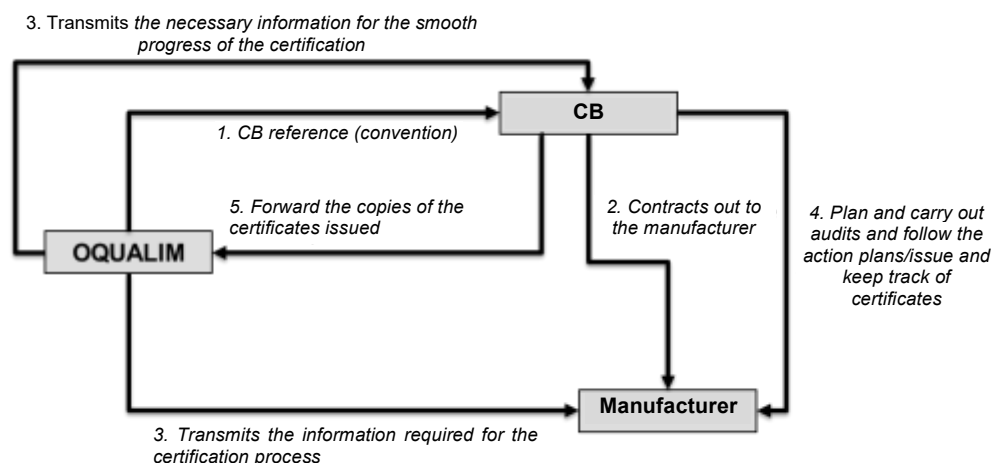 3. Transmits the necessary information for the smooth
progress of the certification
CB
1. CB reference (convention)
5. Forward the copies of the
certificates issued
2. Contracts out to
the manufacturer
4. Plan and carry out
audits and follow the
action plans/issue and
keep track of
certificates
OQUALIM
Manufacturer
3. Transmits the information required for the
certification process